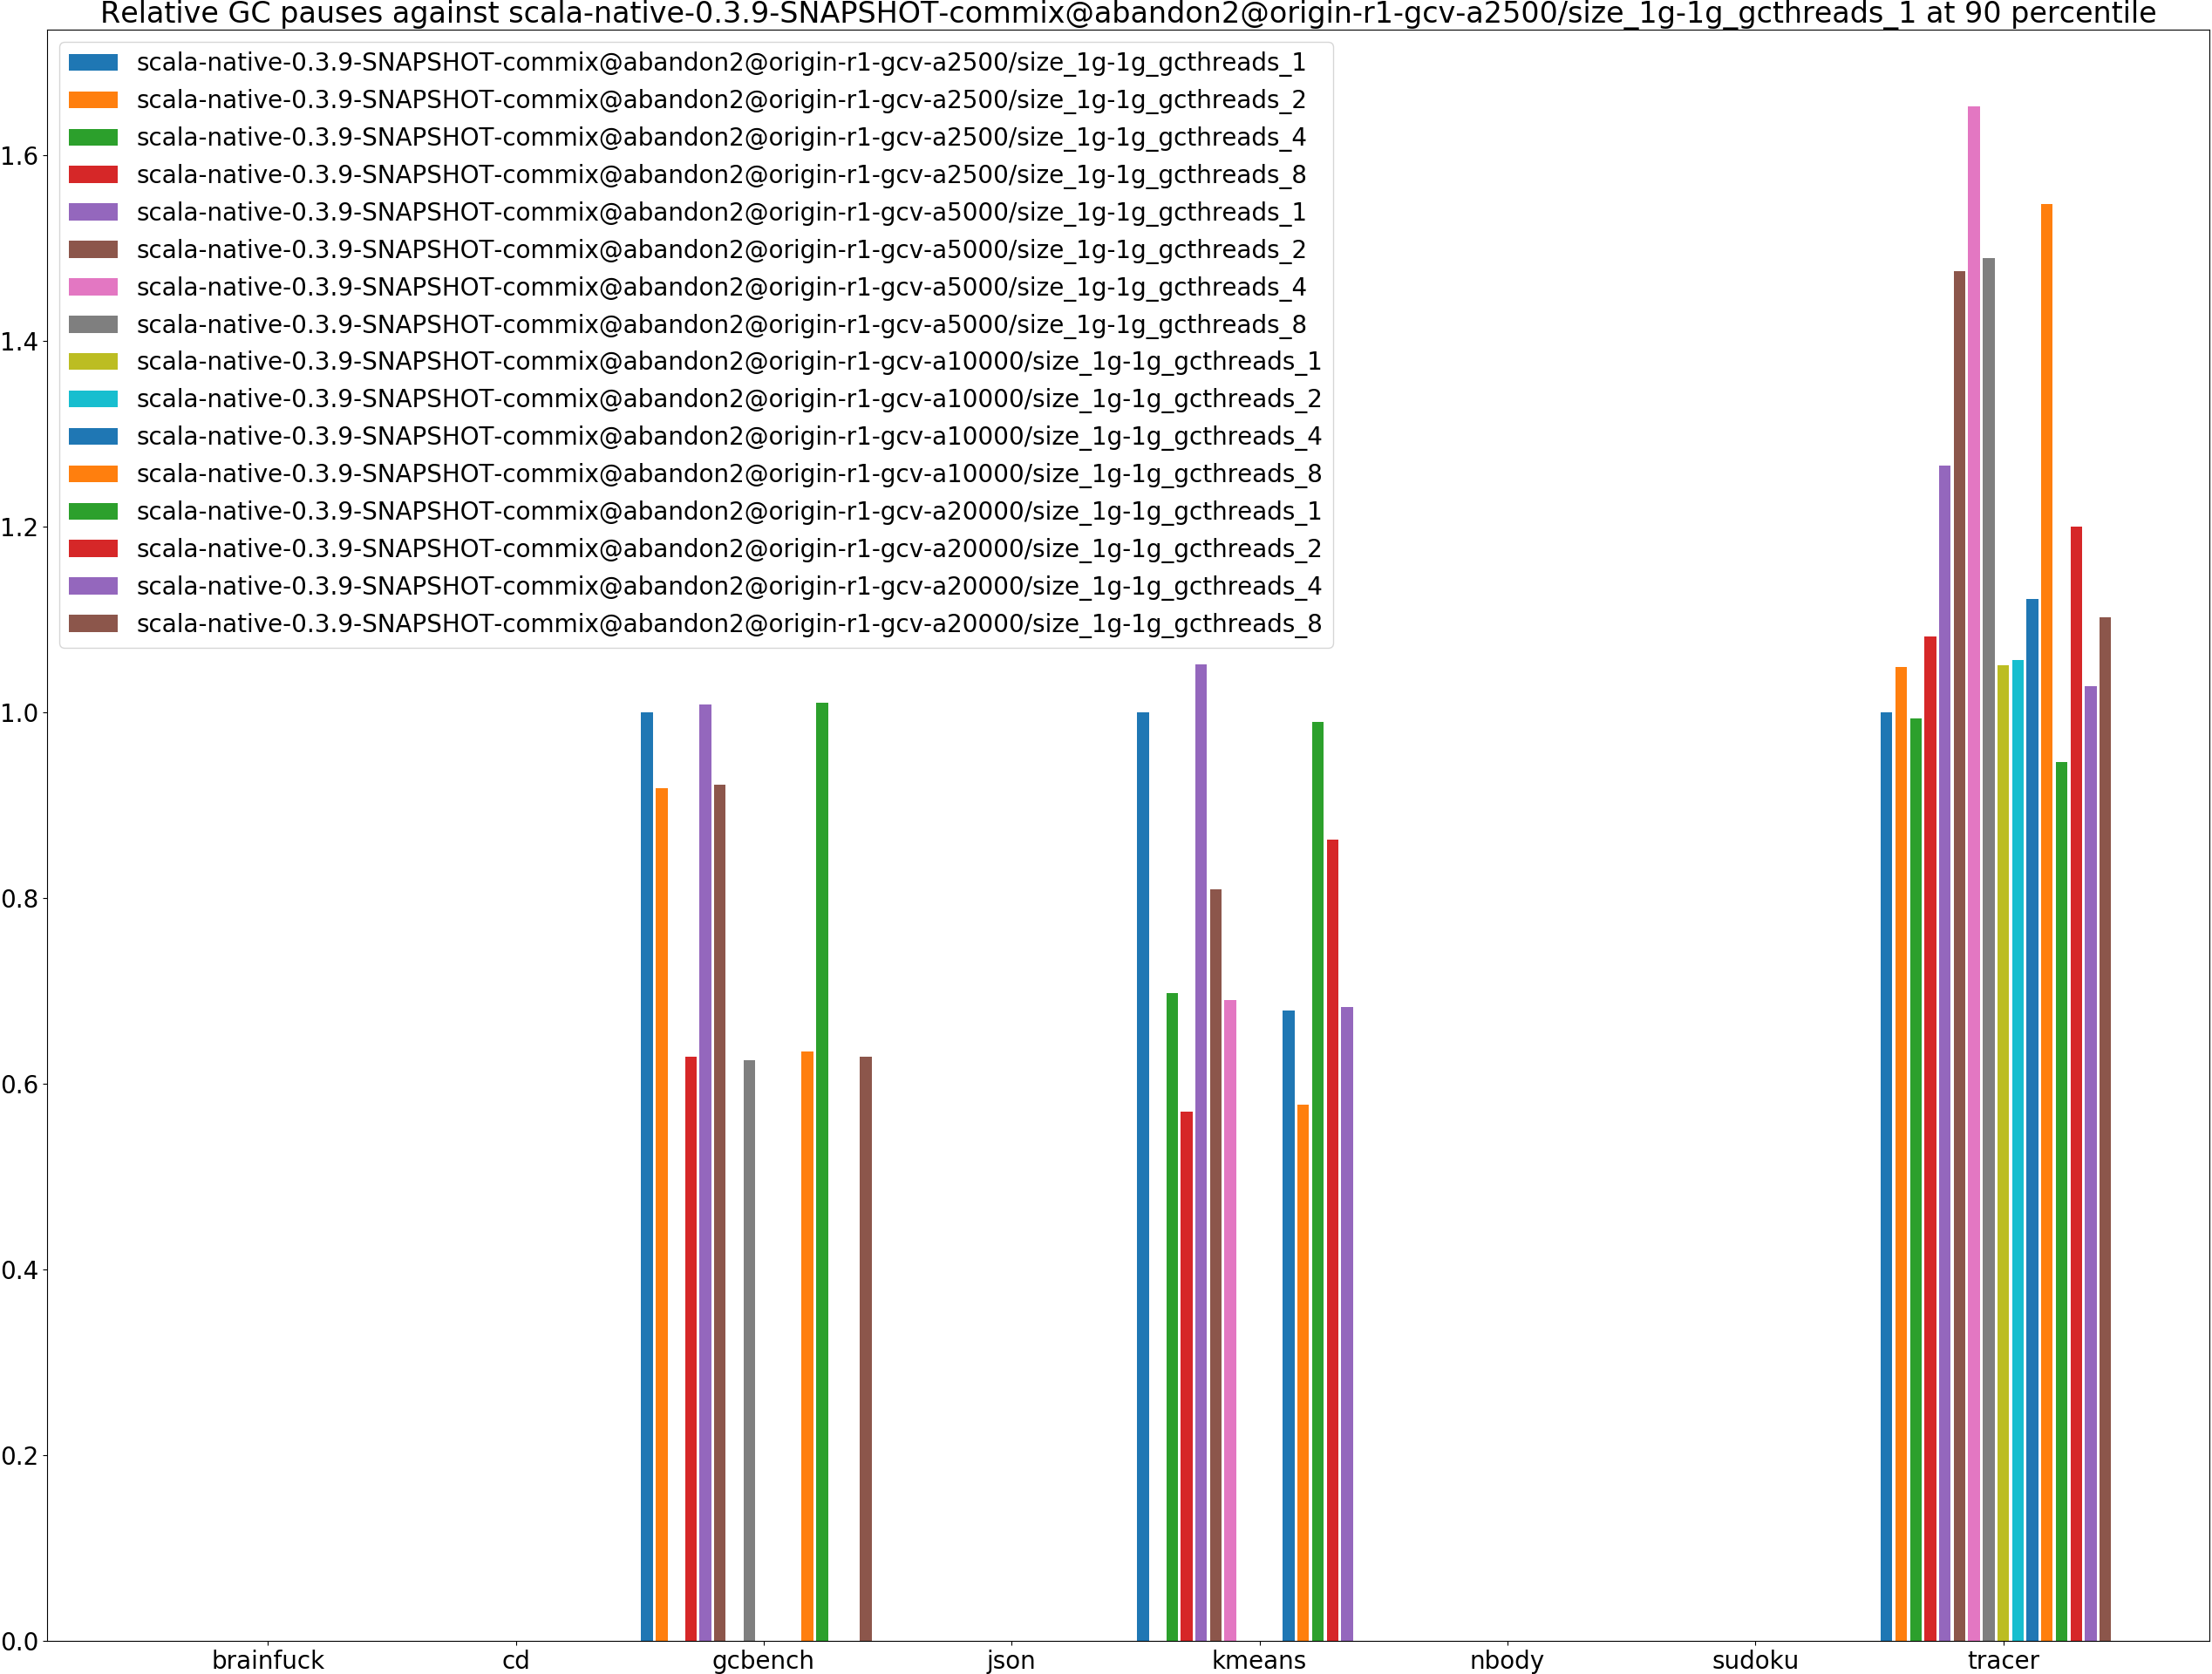 Relative GC pauses against scala-native-0.3.9-SNAPSHOT-commix@abandon2@origin-r1-gcv-a2500/size_1g-1g_gcthreads_1 at 90 percentile
scala-native-0.3.9-SNAPSHOT-commix@abandon2@origin-r1-gcv-a2500/size_1g-1g_gcthreads_1
scala-native-0.3.9-SNAPSHOT-commix@abandon2@origin-r1-gcv-a2500/size_1g-1g_gcthreads_2
scala-native-0.3.9-SNAPSHOT-commix@abandon2@origin-r1-gcv-a2500/size_1g-1g_gcthreads_4
scala-native-0.3.9-SNAPSHOT-commix@abandon2@origin-r1-gcv-a2500/size_1g-1g_gcthreads_8
scala-native-0.3.9-SNAPSHOT-commix@abandon2@origin-r1-gcv-a5000/size_1g-1g_gcthreads_1
scala-native-0.3.9-SNAPSHOT-commix@abandon2@origin-r1-gcv-a5000/size_1g-1g_gcthreads_2
scala-native-0.3.9-SNAPSHOT-commix@abandon2@origin-r1-gcv-a5000/size_1g-1g_gcthreads_4
scala-native-0.3.9-SNAPSHOT-commix@abandon2@origin-r1-gcv-a5000/size_1g-1g_gcthreads_8
scala-native-0.3.9-SNAPSHOT-commix@abandon2@origin-r1-gcv-a10000/size_1g-1g_gcthreads_1
scala-native-0.3.9-SNAPSHOT-commix@abandon2@origin-r1-gcv-a10000/size_1g-1g_gcthreads_2
scala-native-0.3.9-SNAPSHOT-commix@abandon2@origin-r1-gcv-a10000/size_1g-1g_gcthreads_4
scala-native-0.3.9-SNAPSHOT-commix@abandon2@origin-r1-gcv-a10000/size_1g-1g_gcthreads_8
scala-native-0.3.9-SNAPSHOT-commix@abandon2@origin-r1-gcv-a20000/size_1g-1g_gcthreads_1
scala-native-0.3.9-SNAPSHOT-commix@abandon2@origin-r1-gcv-a20000/size_1g-1g_gcthreads_2
scala-native-0.3.9-SNAPSHOT-commix@abandon2@origin-r1-gcv-a20000/size_1g-1g_gcthreads_4
scala-native-0.3.9-SNAPSHOT-commix@abandon2@origin-r1-gcv-a20000/size_1g-1g_gcthreads_8
1.6
1.4
1.2
1.0
0.8
0.6
0.4
0.2
0.0
brainfuck cd gcbench json kmeans nbody sudoku tracer